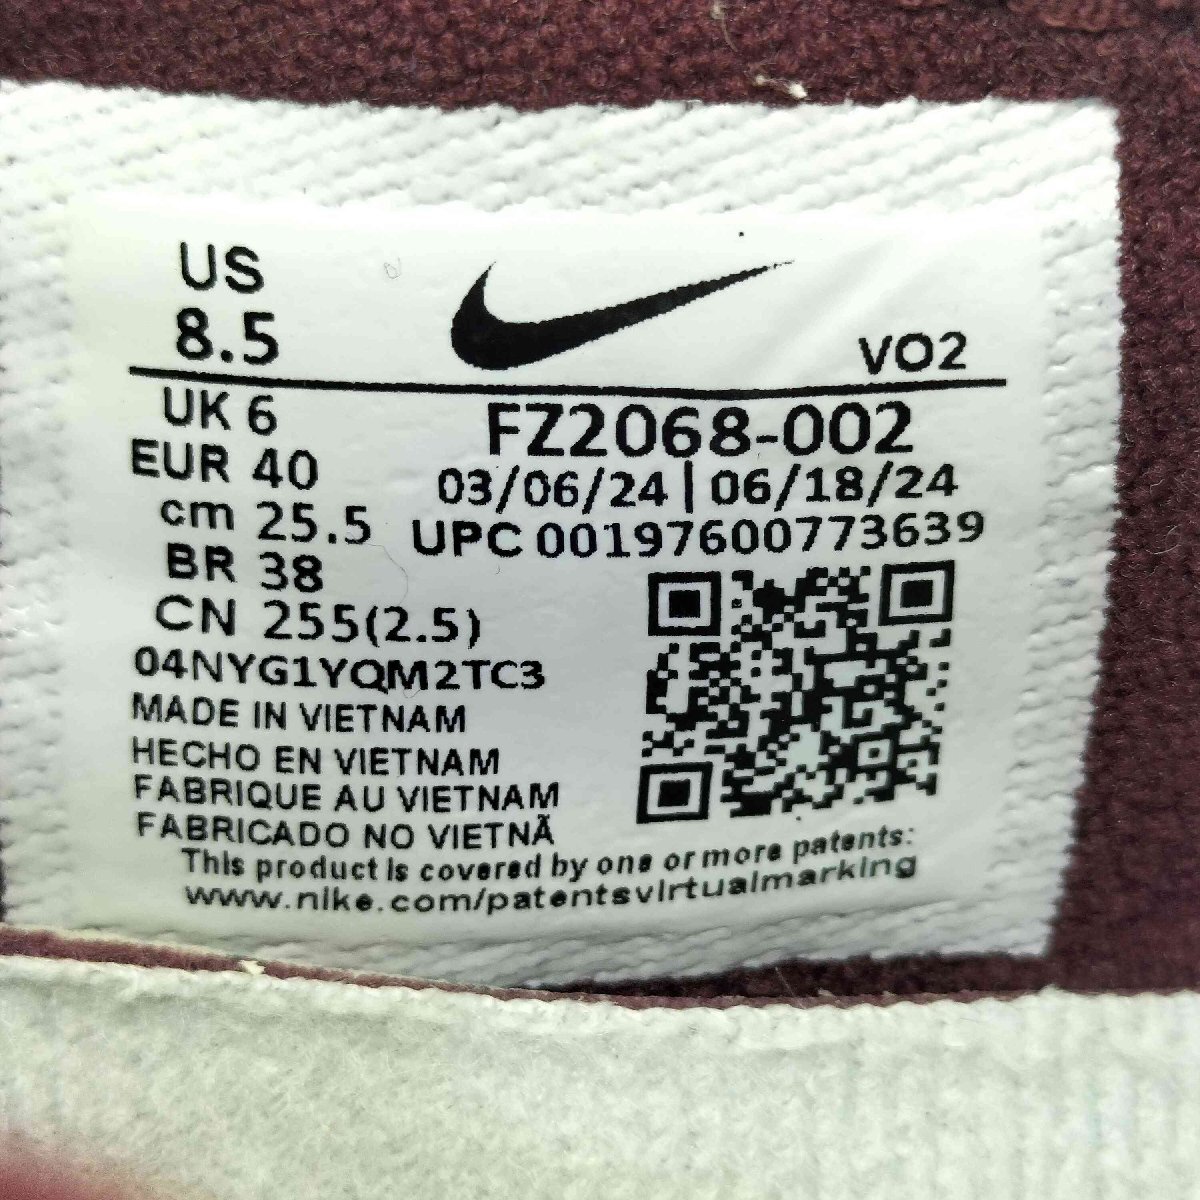 US
8.5
VO2
UK 6
EUR 40
cm 25.5
BR 38
CN 255(2.5)
FZ2068-002
03/06/24 | 06/18/24
UPC 00197600773639
04NYG1YQM2TC3
MADE IN VIETNAM
HECHO EN VIETNAM
FABRIQUE AU VIETNAM
FABRICADO NO VIETNÃ
This product is covered by one or more patents:
www.nike.com/patentsvirtualmarking